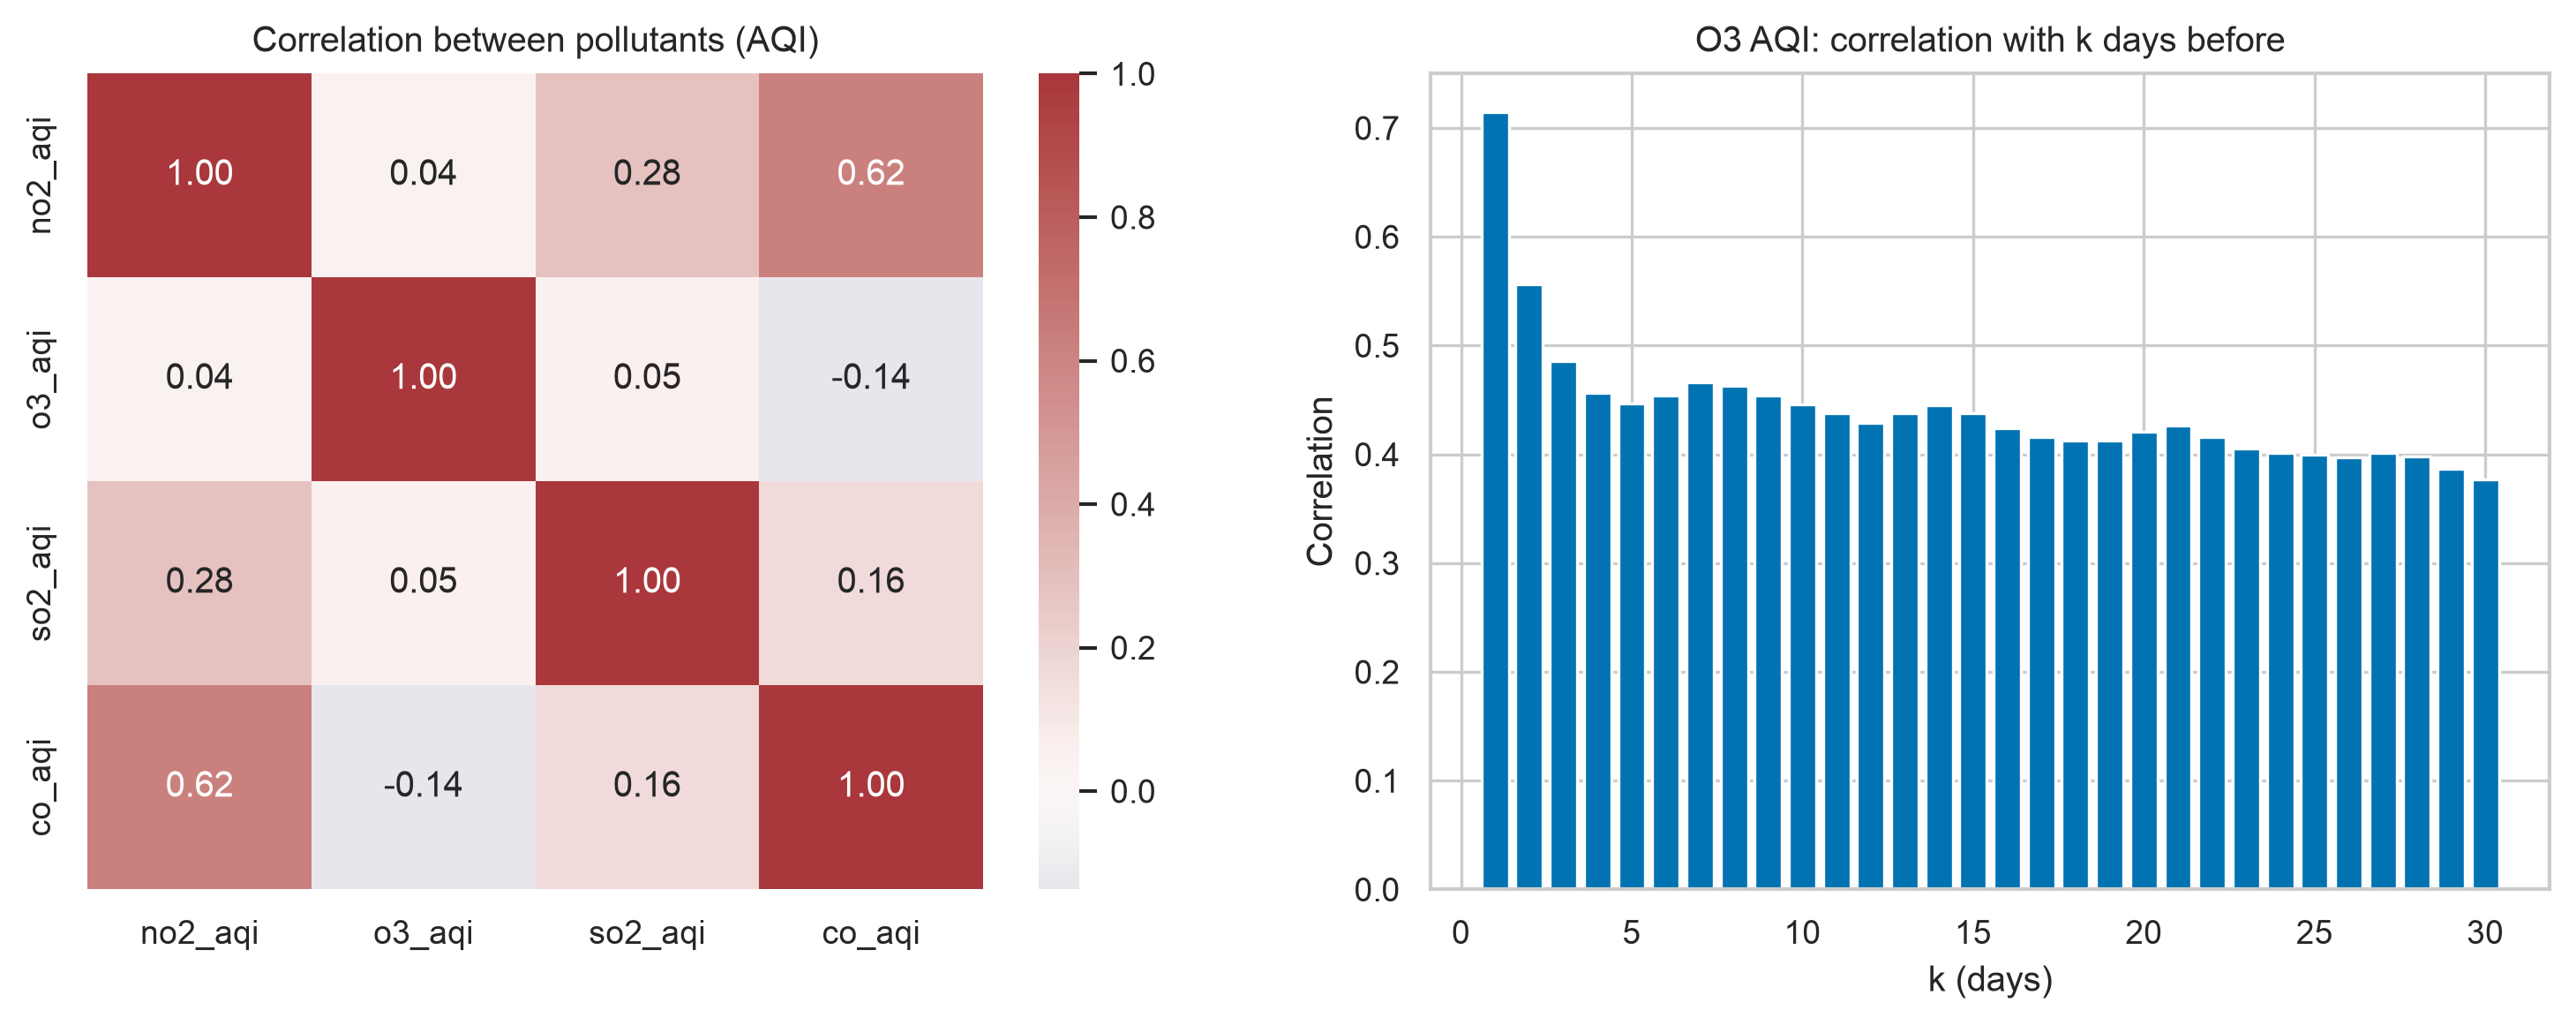 Correlation between pollutants (AQI)
no2_aqi
o3_aqi
so2_aqi
co_aqi
1.00 0.04 0.28 0.62
0.04 1.00 0.05 -0.14
0.28 0.05 1.00 0.16
0.62 -0.14 0.16 1.00
no2_aqi o3_aqi so2_aqi co_aqi
1.0
0.8
0.6
0.4
0.2
0.0
O3 AQI: correlation with k days before
Correlation
0.7
0.6
0.5
0.4
0.3
0.2
0.1
0.0
0 5 10 15 20 25 30
k (days)